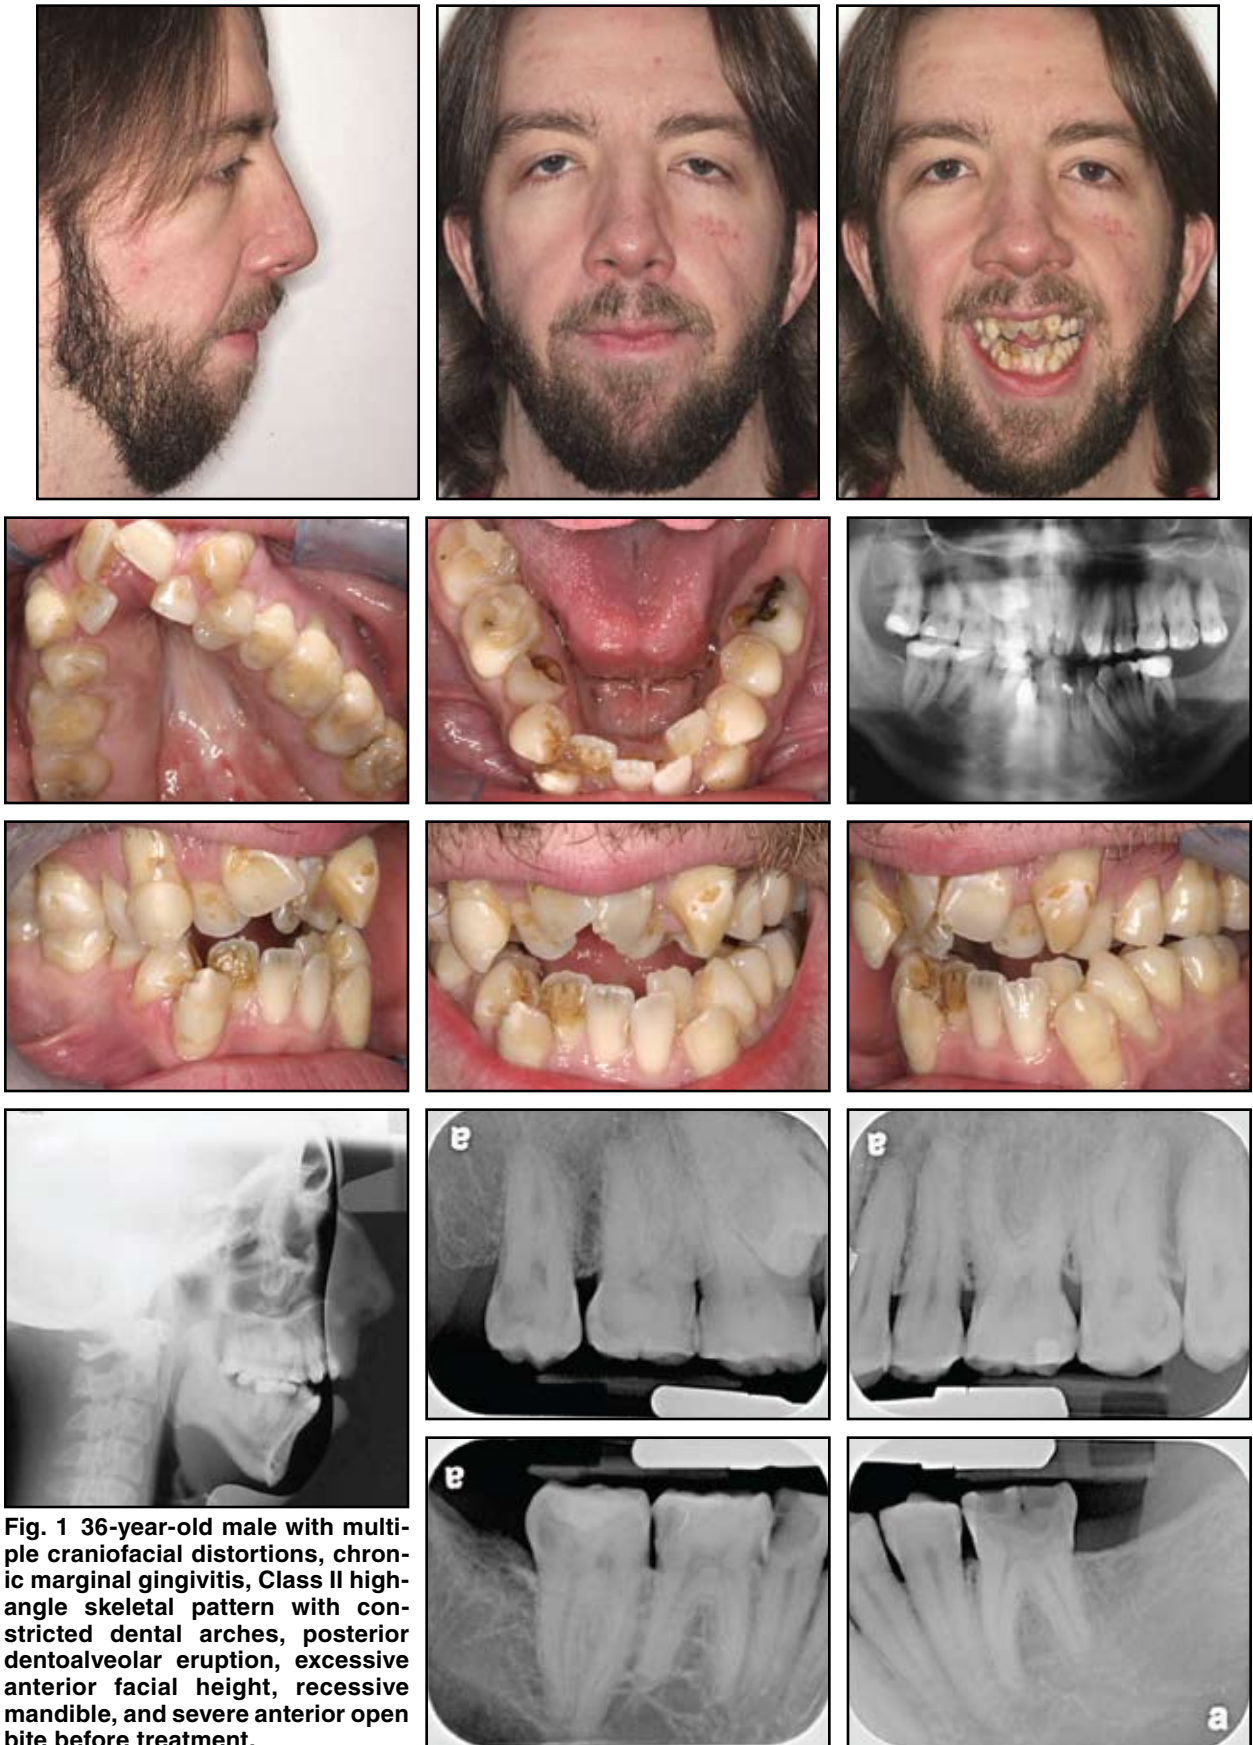 a
a
a
a
Fig. 1 36-year-old male with multi-
ple craniofacial distortions, chron-
ic marginal gingivitis, Class II high-
angle skeletal pattern with con-
stricted dental arches, posterior
dentoalveolar eruption, excessive
anterior facial height, recessive
mandible, and severe anterior open
bite before treatment.